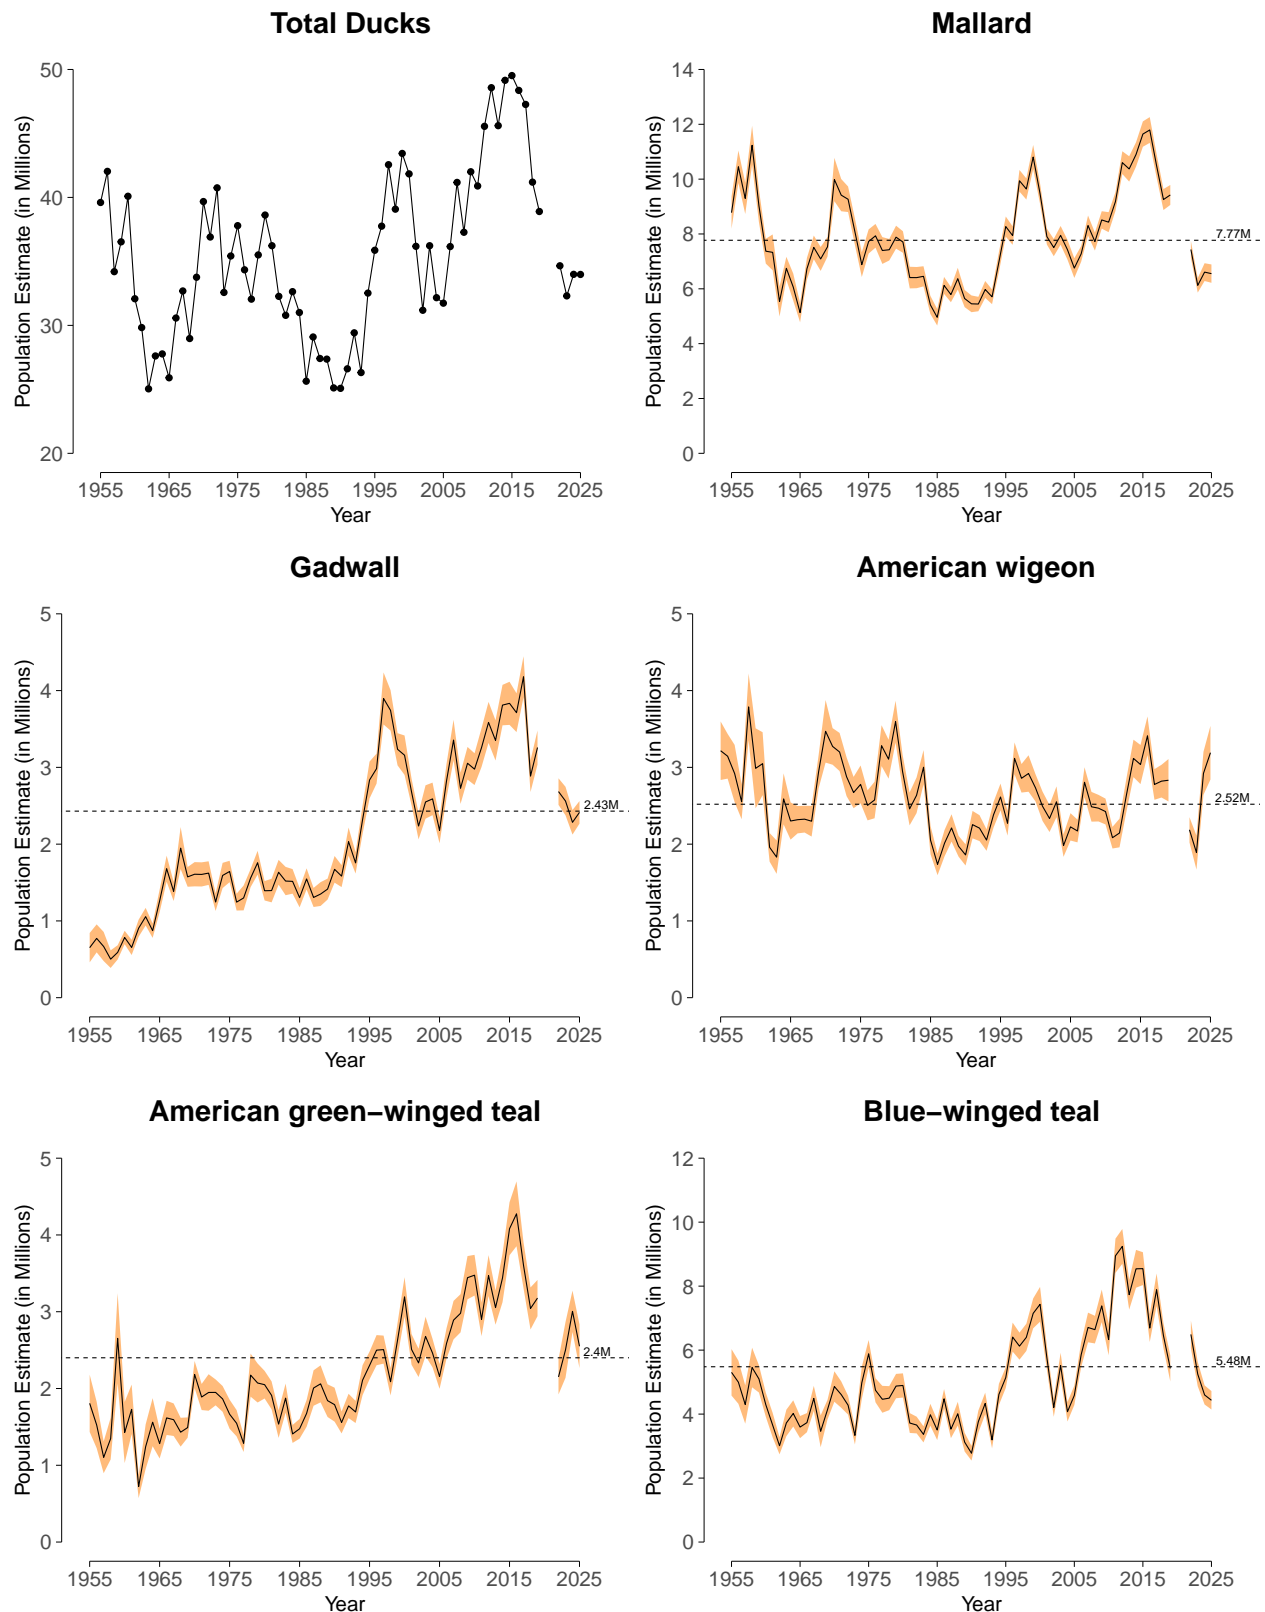 Total Ducks
Population Estimate (in Millions)
50
40
30
20
1955 1965 1975 1985 1995 2005 2015 2025
Year
Mallard
Population Estimate (in Millions)
14
12
10
8
6
4
2
0
7.77M
1955 1965 1975 1985 1995 2005 2015 2025
Year
Gadwall
Population Estimate (in Millions)
5
4
3
2
1
0
2.43M
1955 1965 1975 1985 1995 2005 2015 2025
Year
American wigeon
Population Estimate (in Millions)
5
4
3
2
1
0
2.52M
1955 1965 1975 1985 1995 2005 2015 2025
Year
American green−winged teal
Population Estimate (in Millions)
5
4
3
2
1
0
2.4M
1955 1965 1975 1985 1995 2005 2015 2025
Year
Blue−winged teal
Population Estimate (in Millions)
12
10
8
6
4
2
0
5.48M
1955 1965 1975 1985 1995 2005 2015 2025
Year